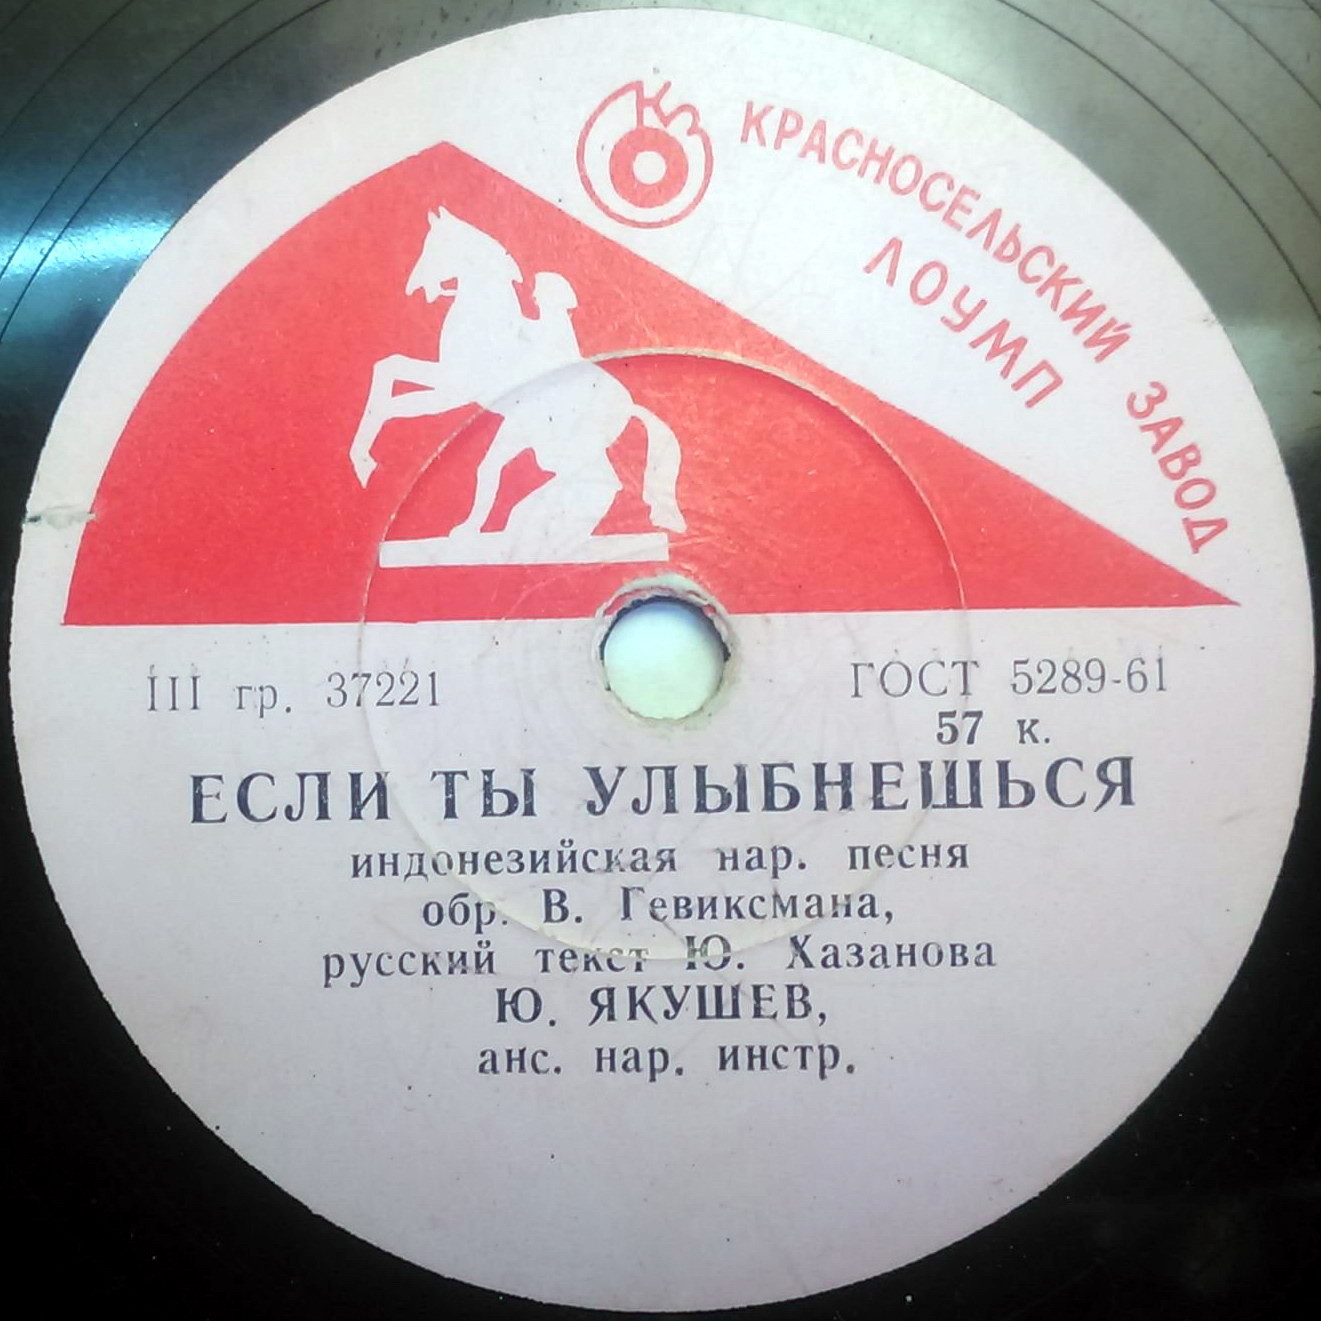 КЗ
КРАСНОСЕЛЬСКИЙ ЗАВОД
ЛОУМП
III гр. 37221
ГОСТ 5289-61
57 к.
ЕСЛИ ТЫ УЛЫБНЕШЬСЯ
индонезийская нар. песня
обр. В. Гевиксмана,
русский текст Ю. Хазанова
Ю. ЯКУШЕВ,
анс. нар. инстр.